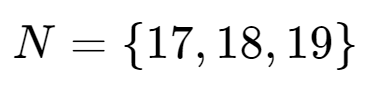 N = {17, 18, 19}